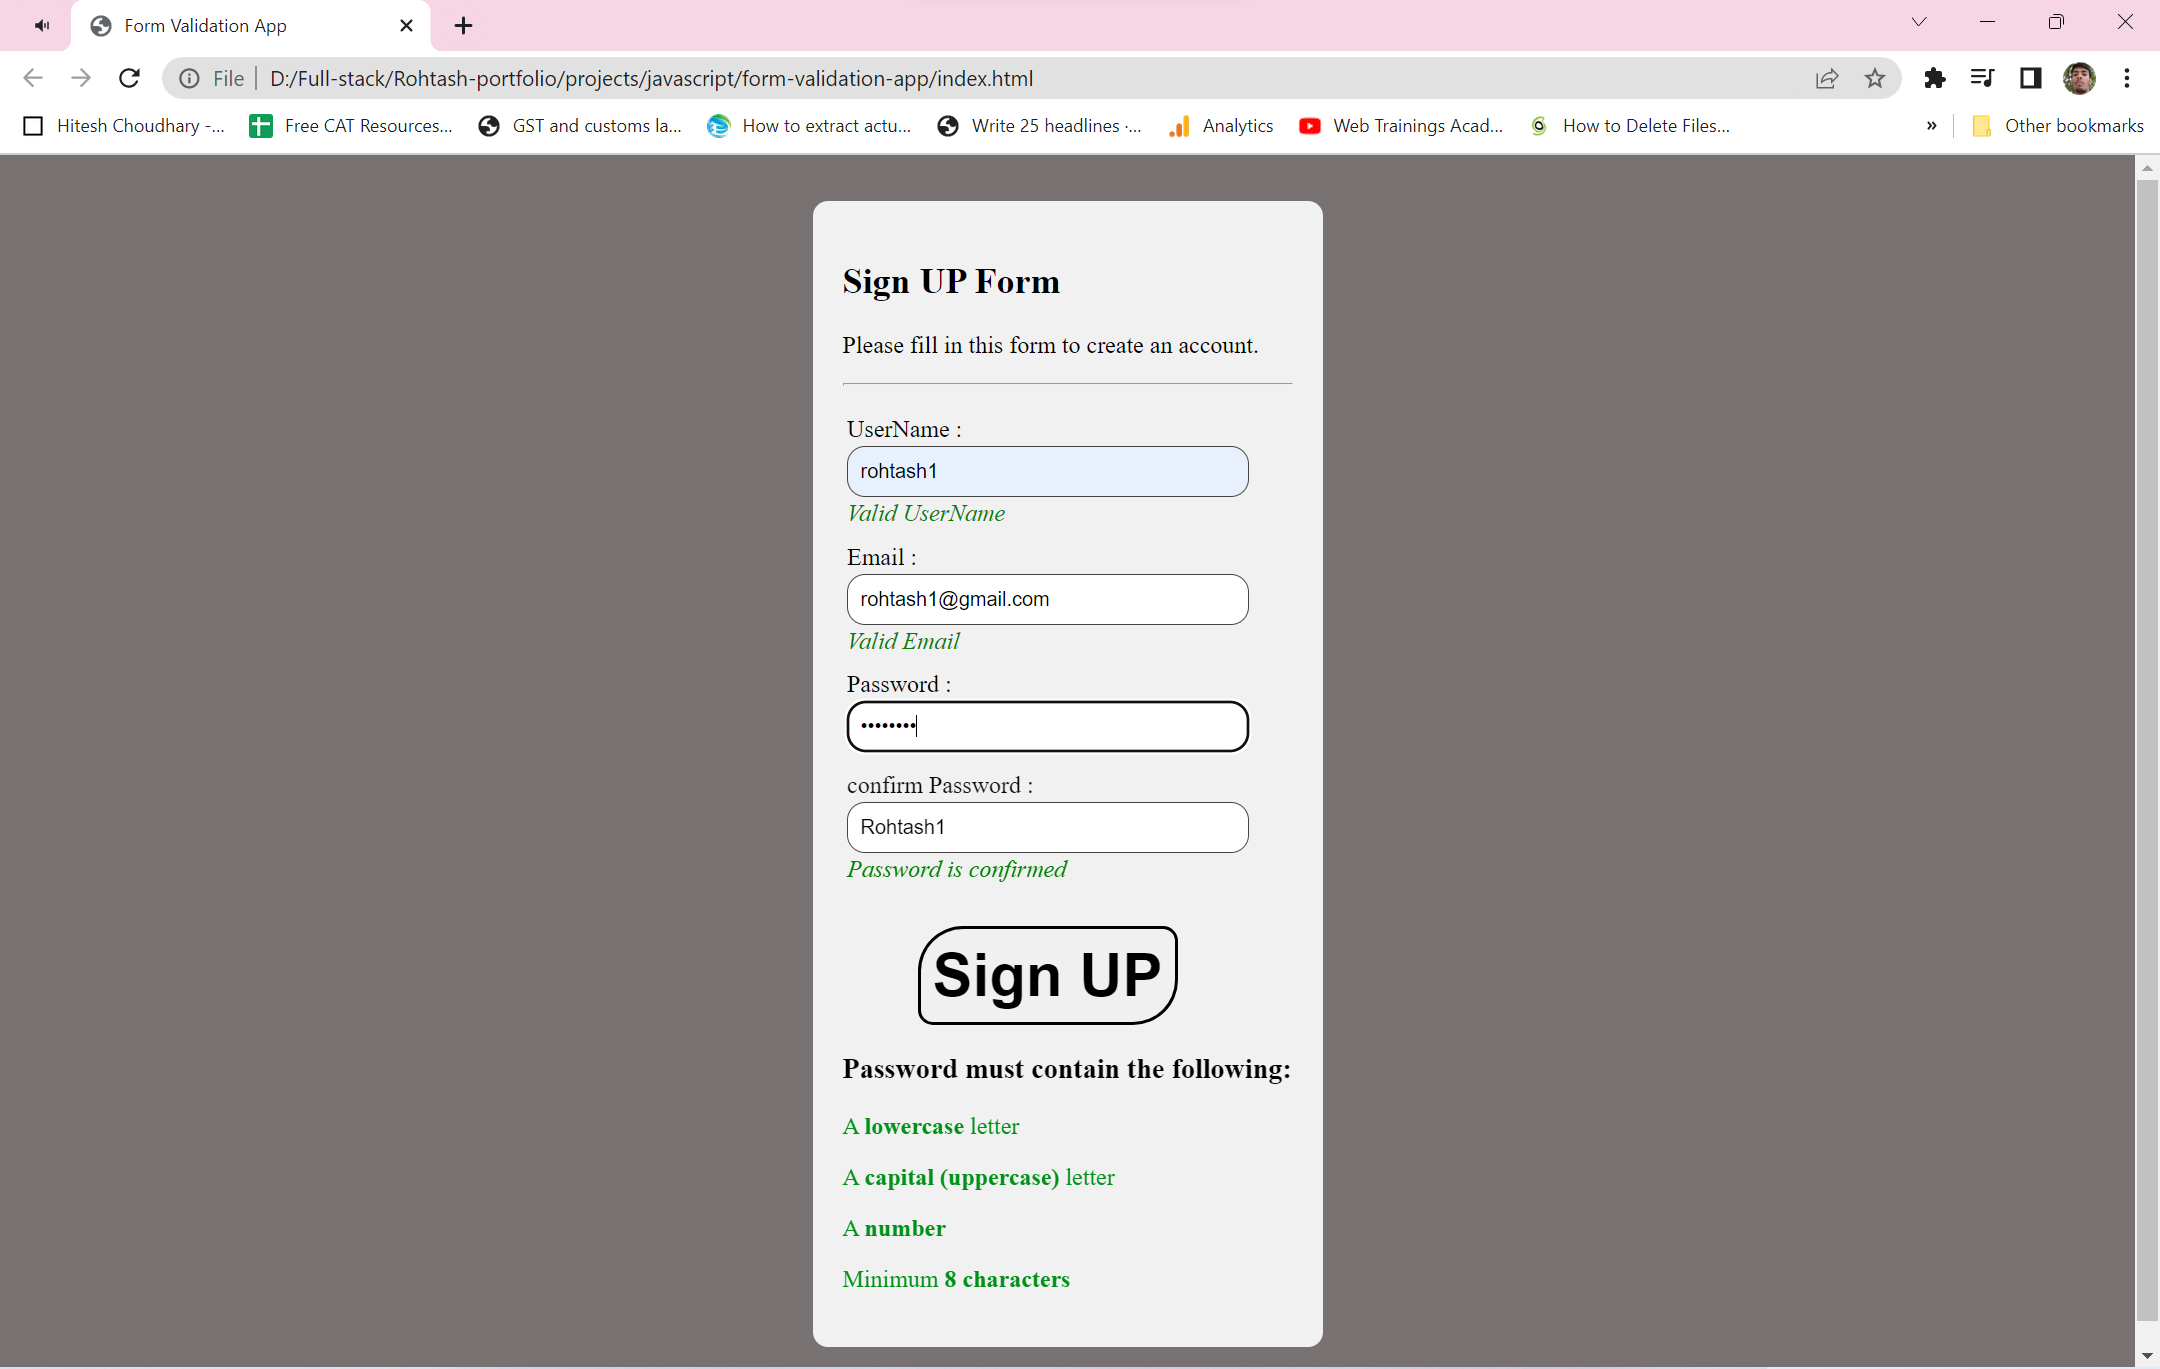 Form Validation App
File
D:/Full-stack/Rohtash-portfolio/projects/javascript/form-validation-app/index.html
Hitesh Choudhary -... Free CAT Resources... GST and customs la... How to extract actu... Write 25 headlines ·... Analytics Web Trainings Acad... How to Delete Files... » Other bookmarks
Sign UP Form
Please fill in this form to create an account.
UserName :
rohtash1
Valid UserName
Email :
rohtash1@gmail.com
Valid Email
Password :
••••••••
confirm Password :
Rohtash1
Password is confirmed
Sign UP
Password must contain the following:
A lowercase letter
A capital (uppercase) letter
A number
Minimum 8 characters